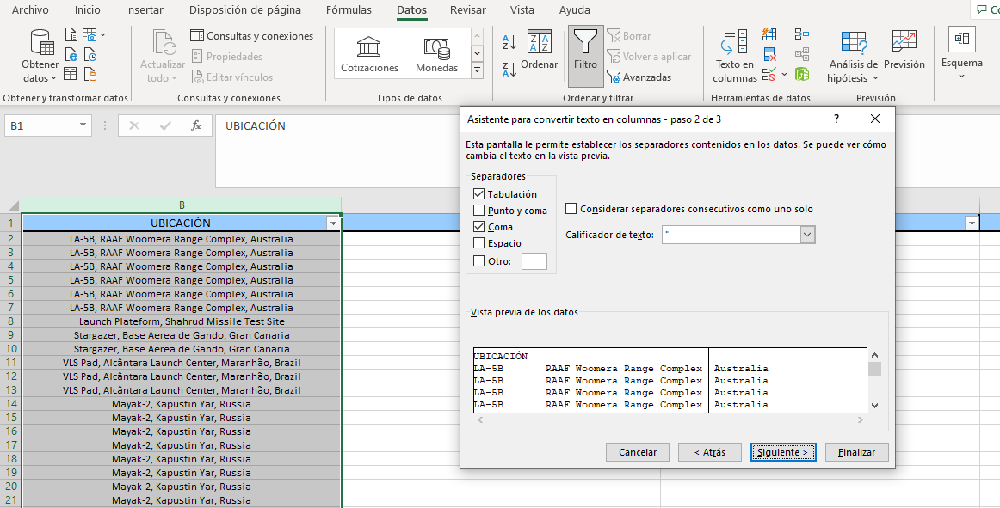 Archivo Inicio Insertar Disposición de página Fórmulas Datos Revisar Vista Ayuda Co
Obtener datos
Obtener y transformar datos
Actualizar todo
Consultas y conexiones
Propiedades
Editar vínculos
Consultas y conexiones
Cotizaciones Monedas
Tipos de datos
Ordenar
Filtro
Borrar
Volver a aplicar
Avanzadas
Ordenar y filtrar
Texto en columnas
Herramientas de datos
Análisis de hipótesis
Previsión
Previsión
Esquema
B1 fx UBICACIÓN
B
1 UBICACIÓN
2 LA-5B, RAAF Woomera Range Complex, Australia
3 LA-5B, RAAF Woomera Range Complex, Australia
4 LA-5B, RAAF Woomera Range Complex, Australia
5 LA-5B, RAAF Woomera Range Complex, Australia
6 LA-5B, RAAF Woomera Range Complex, Australia
7 LA-5B, RAAF Woomera Range Complex, Australia
8 Launch Plateform, Shahrud Missile Test Site
9 Stargazer, Base Aerea de Gando, Gran Canaria
10 Stargazer, Base Aerea de Gando, Gran Canaria
11 VLS Pad, Alcântara Launch Center, Maranhão, Brazil
12 VLS Pad, Alcântara Launch Center, Maranhão, Brazil
13 VLS Pad, Alcântara Launch Center, Maranhão, Brazil
14 Mayak-2, Kapustin Yar, Russia
15 Mayak-2, Kapustin Yar, Russia
16 Mayak-2, Kapustin Yar, Russia
17 Mayak-2, Kapustin Yar, Russia
18 Mayak-2, Kapustin Yar, Russia
19 Mayak-2, Kapustin Yar, Russia
20 Mayak-2, Kapustin Yar, Russia
21 Mayak-2, Kapustin Yar, Russia
Asistente para convertir texto en columnas - paso 2 de 3 ?
Esta pantalla le permite establecer los separadores contenidos en los datos. Se puede ver cómo
cambia el texto en la vista previa.
Separadores
Tabulación
Punto y coma
Coma
Espacio
Otro:
Considerar separadores consecutivos como uno solo
Calificador de texto: "
Vista previa de los datos
UBICACIÓN
LA-5B RAAF Woomera Range Complex Australia
LA-5B RAAF Woomera Range Complex Australia
LA-5B RAAF Woomera Range Complex Australia
LA-5B RAAF Woomera Range Complex Australia
Cancelar < Atrás Siguiente > Finalizar